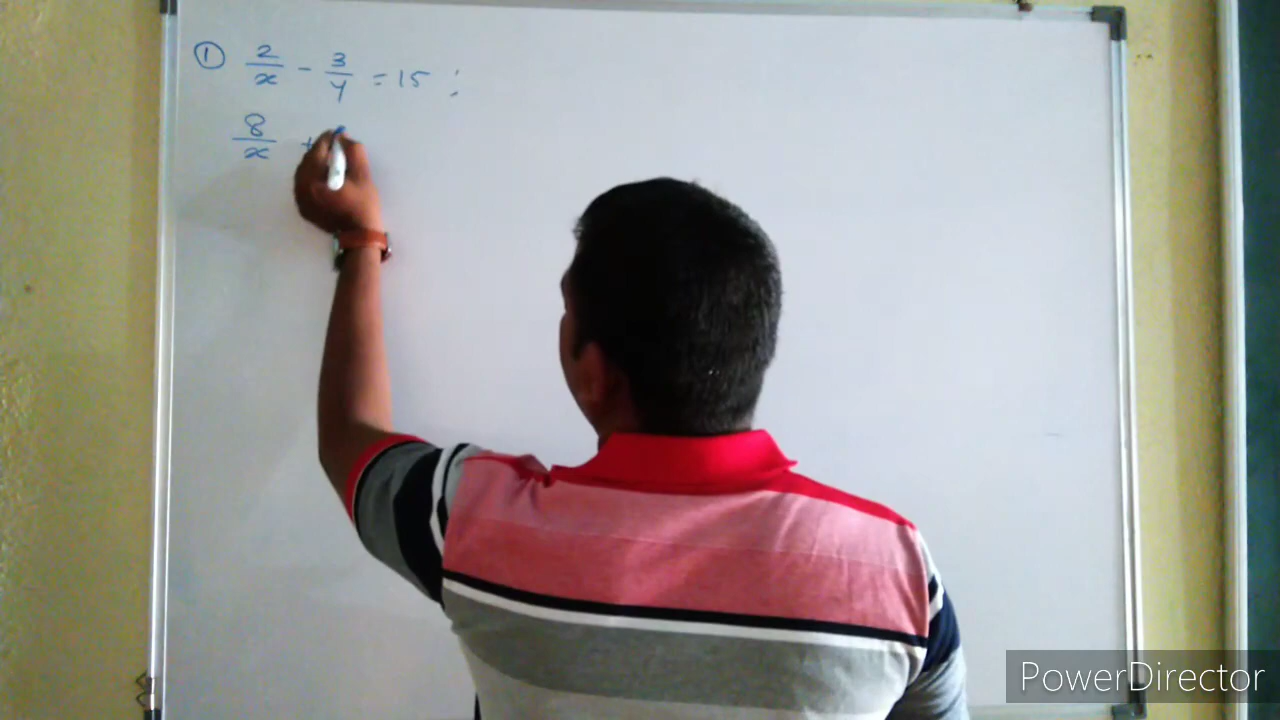 ① 2/x - 3/y = 15 ;
8/x +
PowerDirector